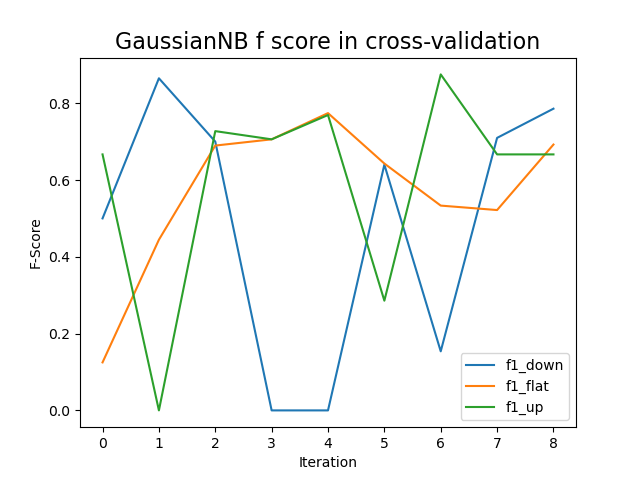 GaussianNB f score in cross-validation
0.8
0.6
0.4
0.2
0.0
F-Score
f1_down
f1_flat
f1_up
0 1 2 3 4 5 6 7 8
Iteration